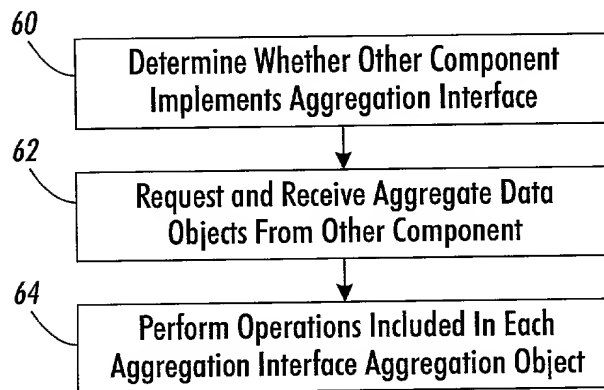 60
Determine Whether Other Component
Implements Aggregation Interface
62
Request and Receive Aggregate Data
Objects From Other Component
64
Perform Operations Included In Each
Aggregation Interface Aggregation Object